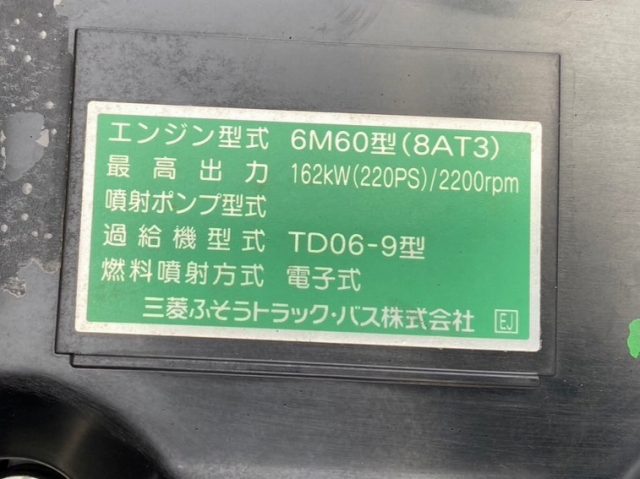 エンジン型式 6M60型(8AT3)
最高出力 162kW(220PS)/2200rpm
噴射ポンプ型式
過給機型式 TD06-9型
燃料噴射方式 電子式
三菱ふそうトラック・バス株式会社 EJ